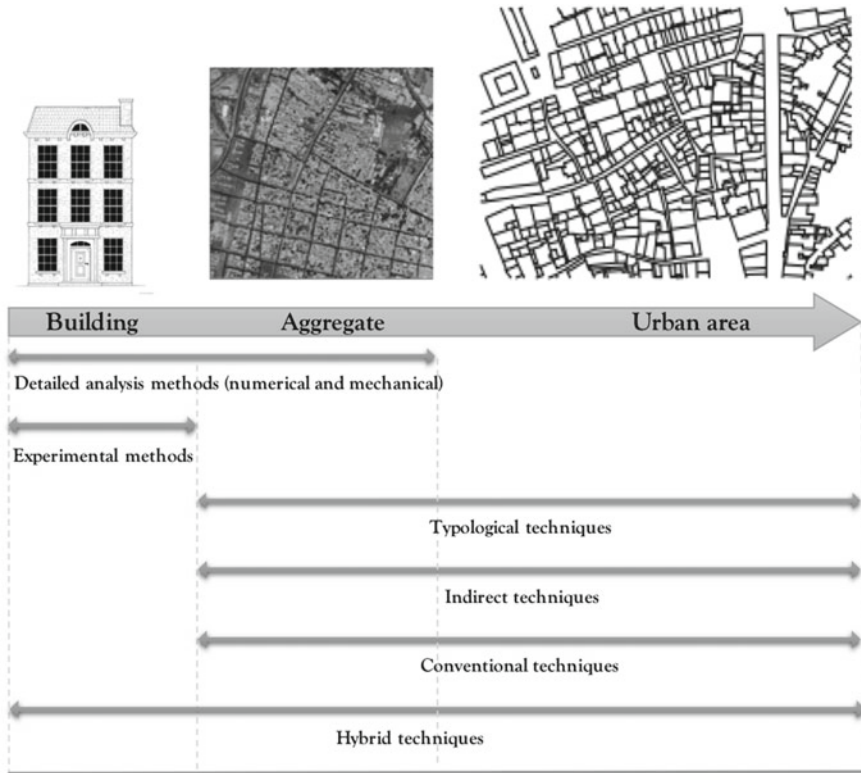 Building
Aggregate
Urban area
Detailed analysis methods (numerical and mechanical)
Experimental methods
Typological techniques
Indirect techniques
Conventional techniques
Hybrid techniques